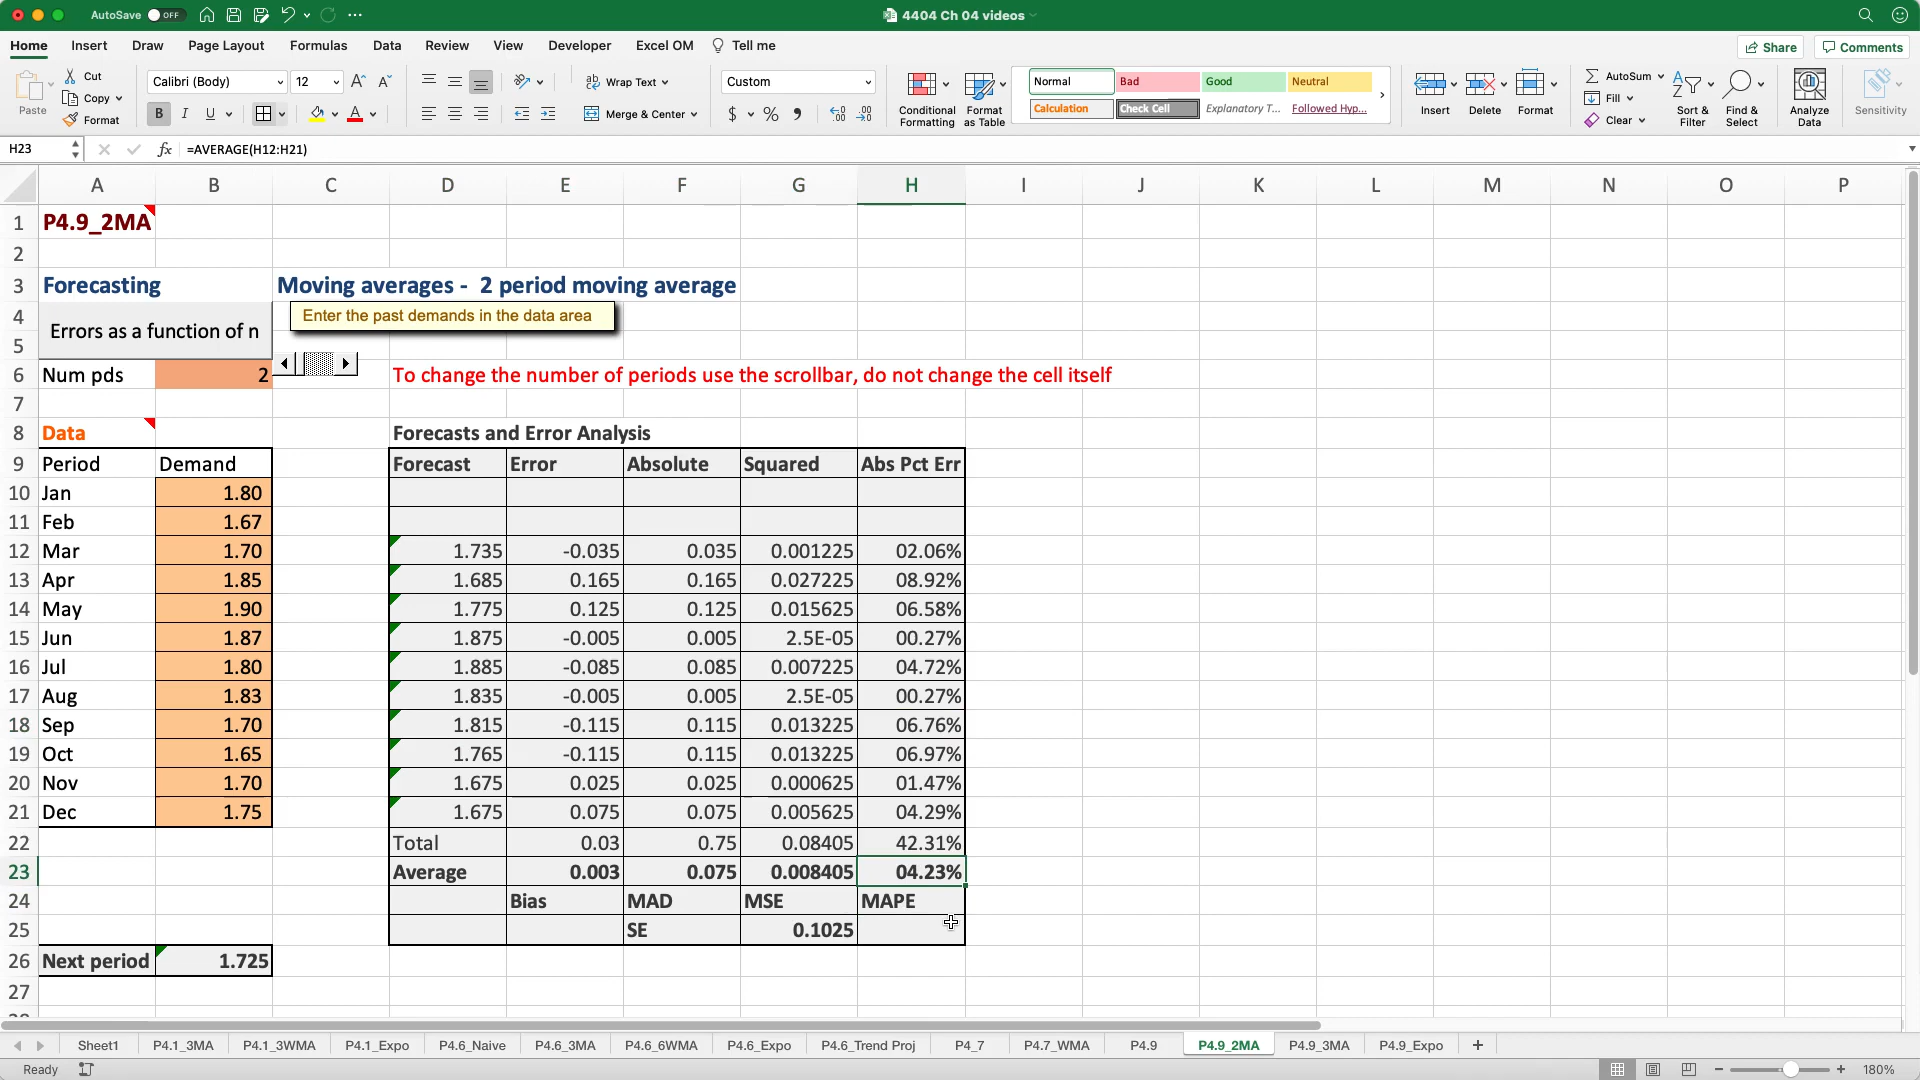 AutoSave OFF
4404 Ch 04 videos
Home Insert Draw Page Layout Formulas Data Review View Developer Excel OM Tell me Share Comments
Paste Cut Copy Format
Calibri (Body) 12
Wrap Text
Merge & Center
Custom
Conditional Formatting
Format as Table
Normal Bad Good Neutral
Calculation Check Cell Explanatory T... Followed Hyp...
Insert Delete Format
AutoSum
Fill
Clear
Sort & Filter
Find & Select
Analyze Data
Sensitivity
H23 fx =AVERAGE(H12:H21)
A B C D E F G H I J K L M N O P
1 P4.9_2MA
2
3 Forecasting Moving averages - 2 period moving average
4 Errors as a function of n Enter the past demands in the data area
5
6 Num pds 2 To change the number of periods use the scrollbar, do not change the cell itself
7
8 Data Forecasts and Error Analysis
9 Period Demand Forecast Error Absolute Squared Abs Pct Err
10 Jan 1.80
11 Feb 1.67
12 Mar 1.70 1.735 -0.035 0.035 0.001225 02.06%
13 Apr 1.85 1.685 0.165 0.165 0.027225 08.92%
14 May 1.90 1.775 0.125 0.125 0.015625 06.58%
15 Jun 1.87 1.875 -0.005 0.005 2.5E-05 00.27%
16 Jul 1.80 1.885 -0.085 0.085 0.007225 04.72%
17 Aug 1.83 1.835 -0.005 0.005 2.5E-05 00.27%
18 Sep 1.70 1.815 -0.115 0.115 0.013225 06.76%
19 Oct 1.65 1.765 -0.115 0.115 0.013225 06.97%
20 Nov 1.70 1.675 0.025 0.025 0.000625 01.47%
21 Dec 1.75 1.675 0.075 0.075 0.005625 04.29%
22 Total 0.03 0.75 0.08405 42.31%
23 Average 0.003 0.075 0.008405 04.23%
24 Bias MAD MSE MAPE
25 SE 0.1025
26 Next period 1.725
27
Sheet1 P4.1_3MA P4.1_3WMA P4.1_Expo P4.6_Naive P4.6_3MA P4.6_6WMA P4.6_Expo P4.6_Trend Proj P4_7 P4.7_WMA P4.9 P4.9_2MA P4.9_3MA P4.9_Expo
Ready 180%